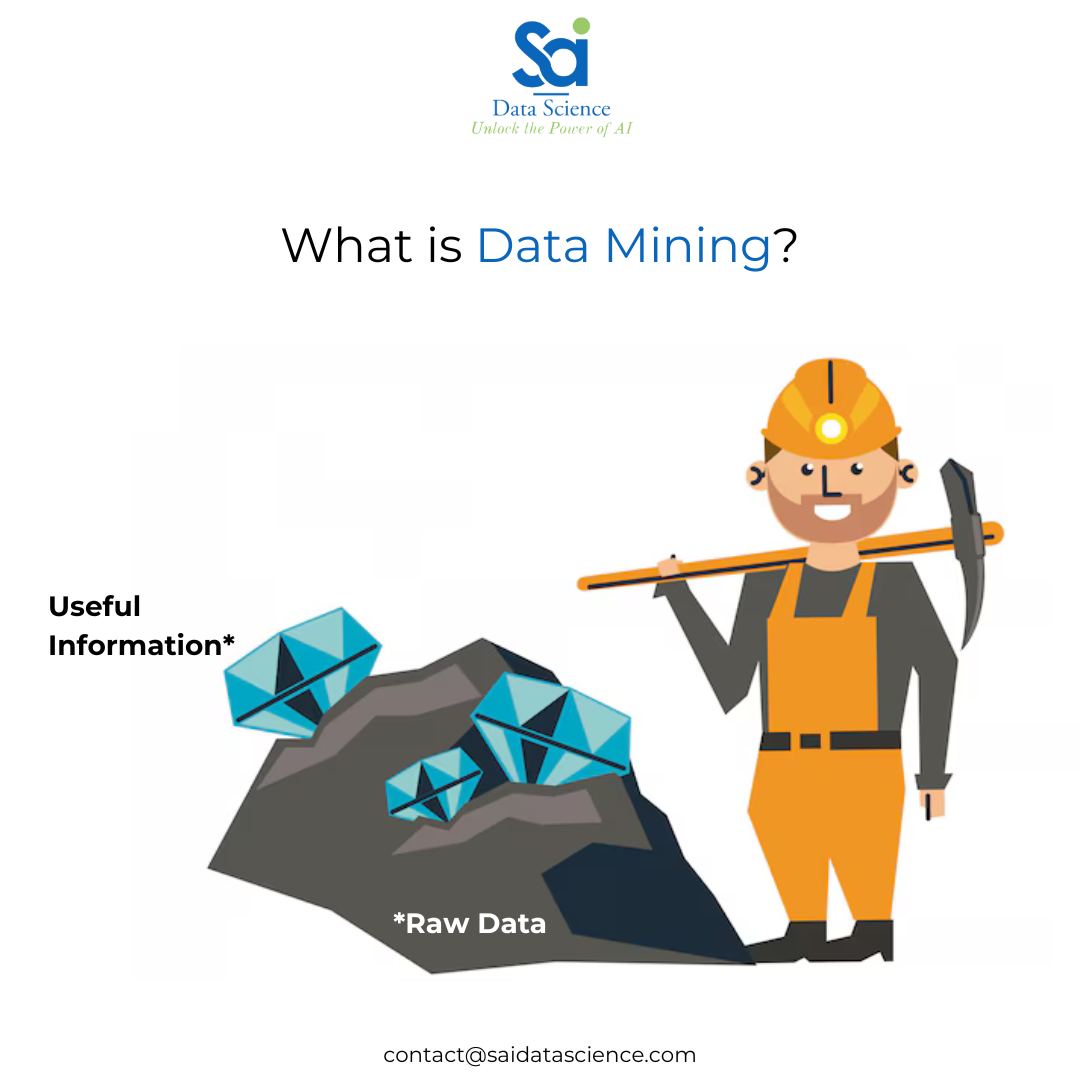 Sai
Data Science
Unlock the Power of AI
What is Data Mining?
Useful
Information*
*Raw Data
contact@saidatascience.com